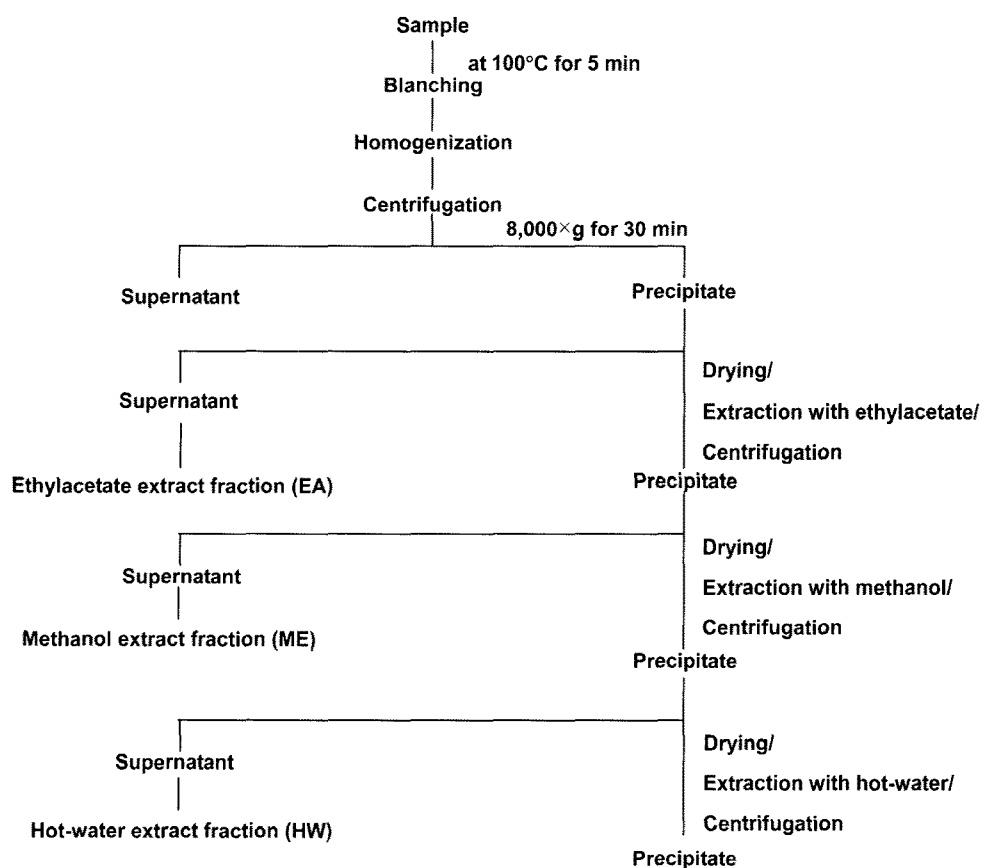 Sample
at 100°C for 5 min
Blanching
Homogenization
Centrifugation
8,000×g for 30 min
Supernatant
Precipitate
Drying/
Supernatant
Extraction with ethylacetate/
Centrifugation
Ethylacetate extract fraction (EA)
Precipitate
Drying/
Supernatant
Extraction with methanol/
Centrifugation
Methanol extract fraction (ME)
Precipitate
Drying/
Supernatant
Extraction with hot-water/
Centrifugation
Hot-water extract fraction (HW)
Precipitate